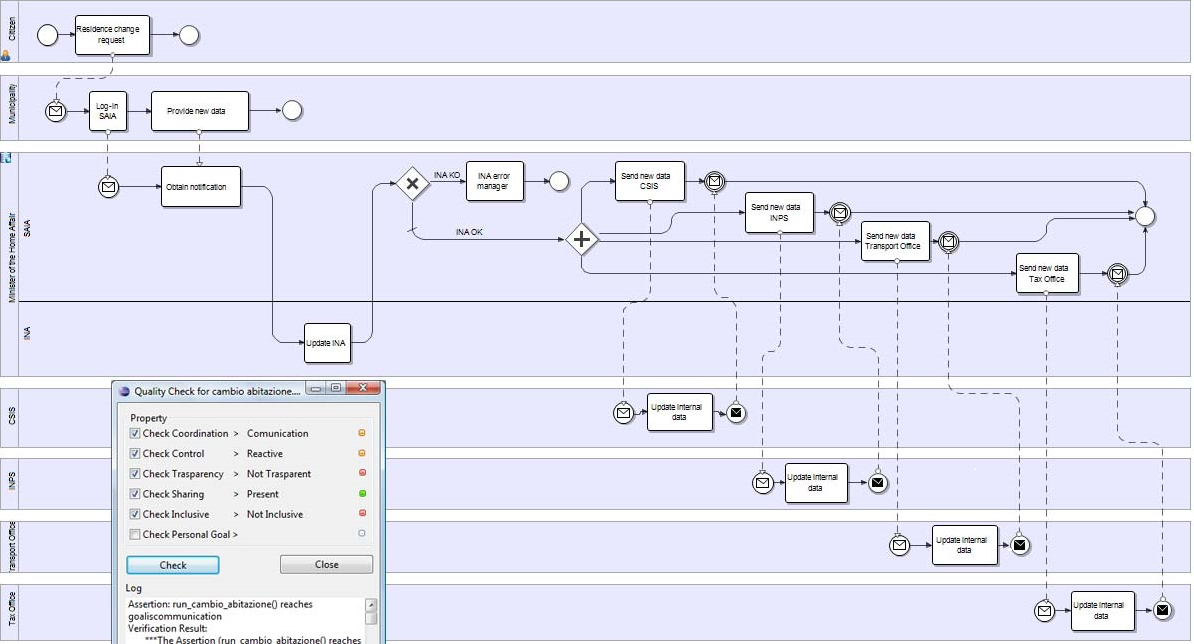 Citizen
Residence change
request
Municipality
Log-In
SAIA
Provide new data
Minister of the Home Affair
SAIA
Obtain notification
INA KO
INA error
manager
INA OK
Send new data
CSIS
Send new data
INPS
Send new data
Transport Office
Send new data
Tax Office
INA
Update INA
CSIS
Update Internal
data
INPS
Update Internal
data
ransport Office
Update Internal
data
Tax Office
Update Internal
data
Quality Check for cambio abitazione....
Property
Check Coordination > Comunication
Check Control > Reactive
Check Trasparency > Not Trasparent
Check Sharing > Present
Check Inclusive > Not Inclusive
Check Personal Goal >
Check
Close
Log
Assertion: run_cambio_abitazione() reaches
goaliscommunication
Verification Result:
***The Assertion (run_cambio_abitazione() reaches